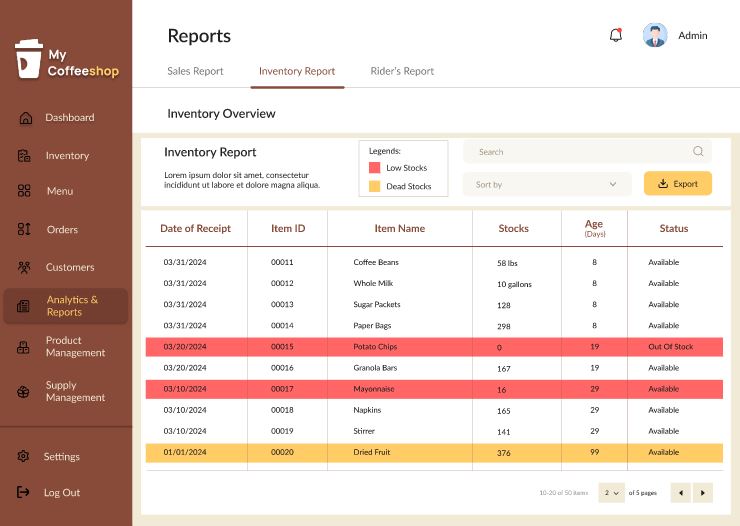 My
Coffeeshop
Dashboard
Inventory
Menu
Orders
Customers
Analytics &
Reports
Product
Management
Supply
Management
Settings
Log Out
Reports
Admin
Sales Report
Inventory Report
Rider's Report
Inventory Overview
Inventory Report
Lorem ipsum dolor sit amet, consectetur
incididunt ut labore et dolore magna aliqua.
Legends:
Low Stocks
Dead Stocks
Search
Sort by
Export
Date of Receipt Item ID Item Name Stocks Age (Days) Status
03/31/2024 00011 Coffee Beans 58 lbs 8 Available
03/31/2024 00012 Whole Milk 10 gallons 8 Available
03/31/2024 00013 Sugar Packets 128 8 Available
03/31/2024 00014 Paper Bags 298 8 Available
03/20/2024 00015 Potato Chips 0 19 Out Of Stock
03/20/2024 00016 Granola Bars 167 19 Available
03/10/2024 00017 Mayonnaise 16 29 Available
03/10/2024 00018 Napkins 165 29 Available
03/10/2024 00019 Stirrer 141 29 Available
01/01/2024 00020 Dried Fruit 376 99 Available
10-20 of 50 items 2 of 5 pages